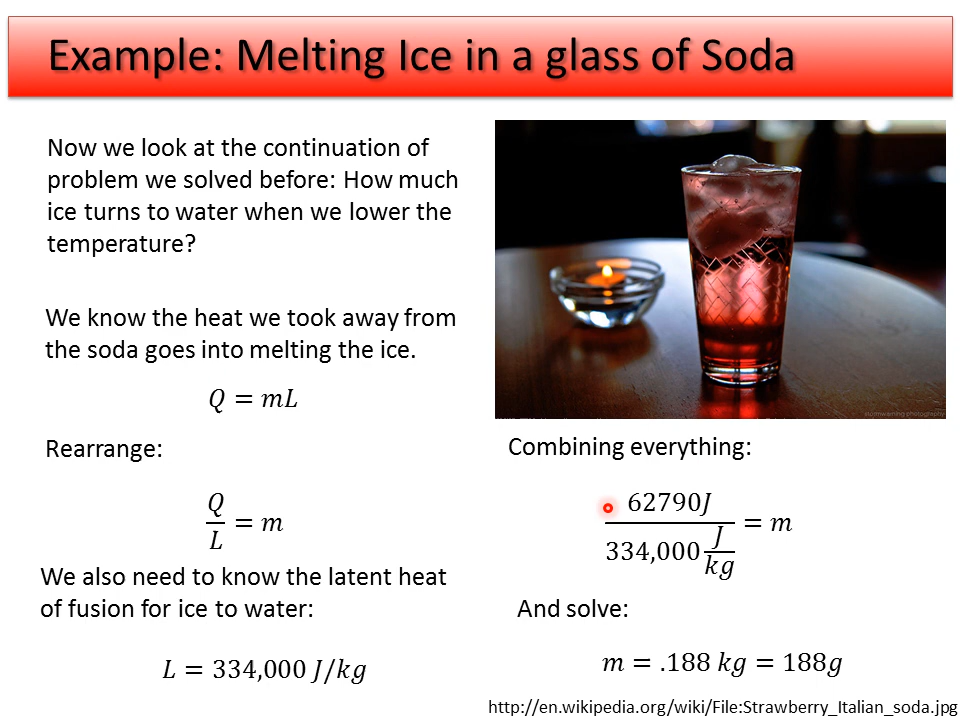 Example: Melting Ice in a glass of Soda
Now we look at the continuation of
problem we solved before: How much
ice turns to water when we lower the
temperature?
We know the heat we took away from
the soda goes into melting the ice.
Q = mL
Rearrange:
Q/L = m
We also need to know the latent heat
of fusion for ice to water:
L = 334,000 J/kg
Combining everything:
62790J / 334,000 J/kg = m
And solve:
m = .188 kg = 188g
http://en.wikipedia.org/wiki/File:Strawberry_Italian_soda.jpg